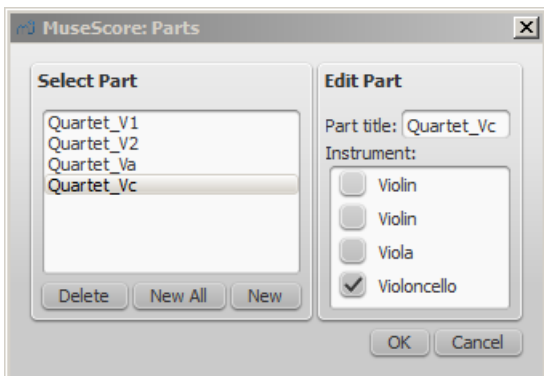 MuseScore: Parts
Select Part
Quartet_V1
Quartet_V2
Quartet_Va
Quartet_Vc
Delete New All New
Edit Part
Part title: Quartet_Vc
Instrument:
Violin
Violin
Viola
Violoncello
OK Cancel